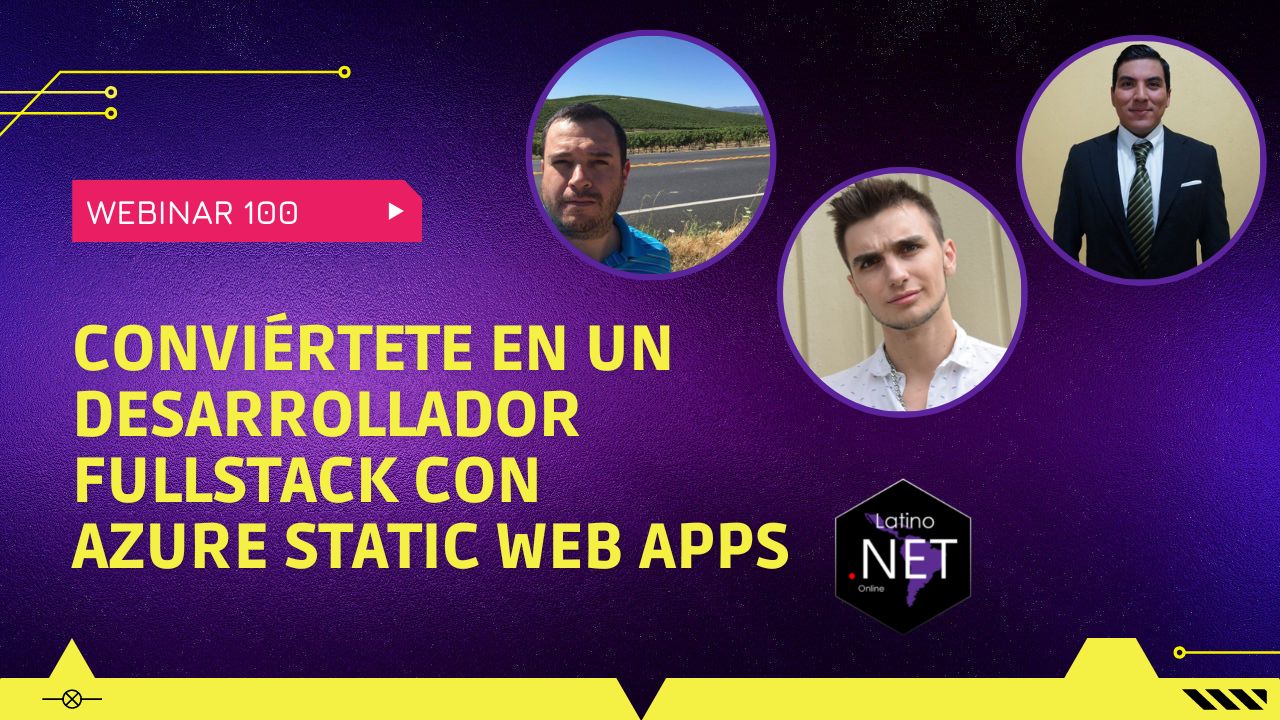 WEBINAR 100
CONVIÉRTETE EN UN
DESARROLLADOR
FULLSTACK CON
AZURE STATIC WEB APPS
Latino
.NET
Online